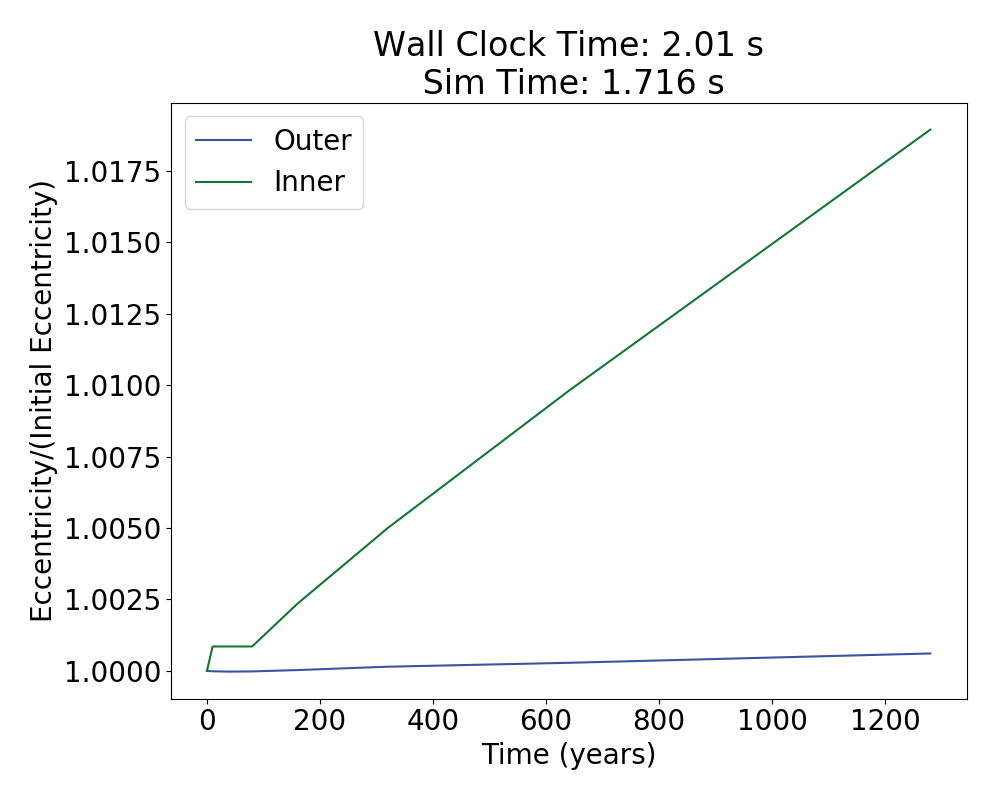 Wall Clock Time: 2.01 s
Sim Time: 1.716 s
Outer
Inner
Eccentricity/(Initial Eccentricity)
1.0175
1.0150
1.0125
1.0100
1.0075
1.0050
1.0025
1.0000
0 200 400 600 800 1000 1200
Time (years)